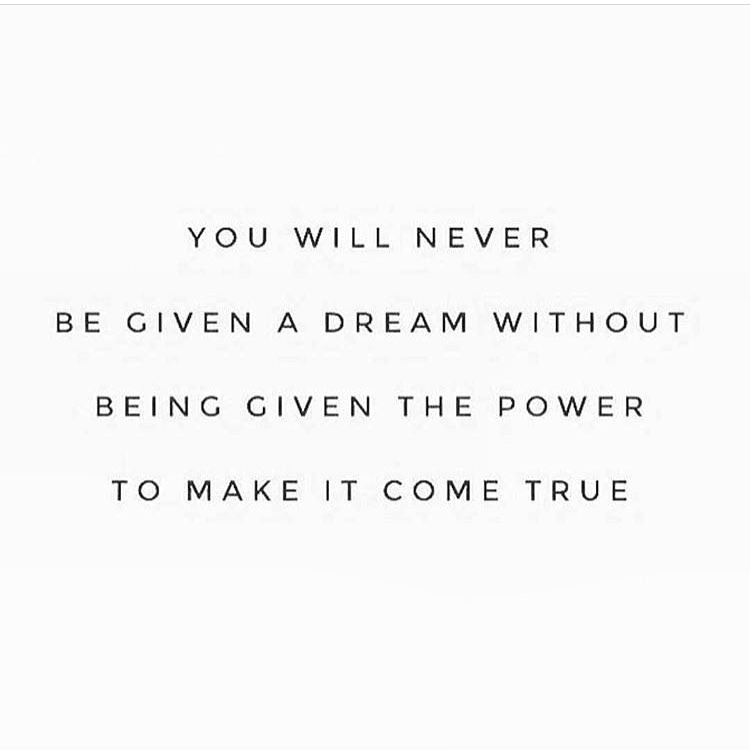 YOU WILL NEVER
BE GIVEN A DREAM WITHOUT
BEING GIVEN THE POWER
TO MAKE IT COME TRUE